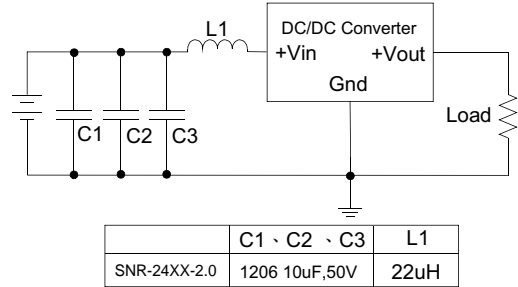 L1
DC/DC Converter
+Vin +Vout
Gnd
Load
C1 C2 C3
C1、C2、C3 L1
SNR-24XX-2.0 1206 10uF,50V 22uH